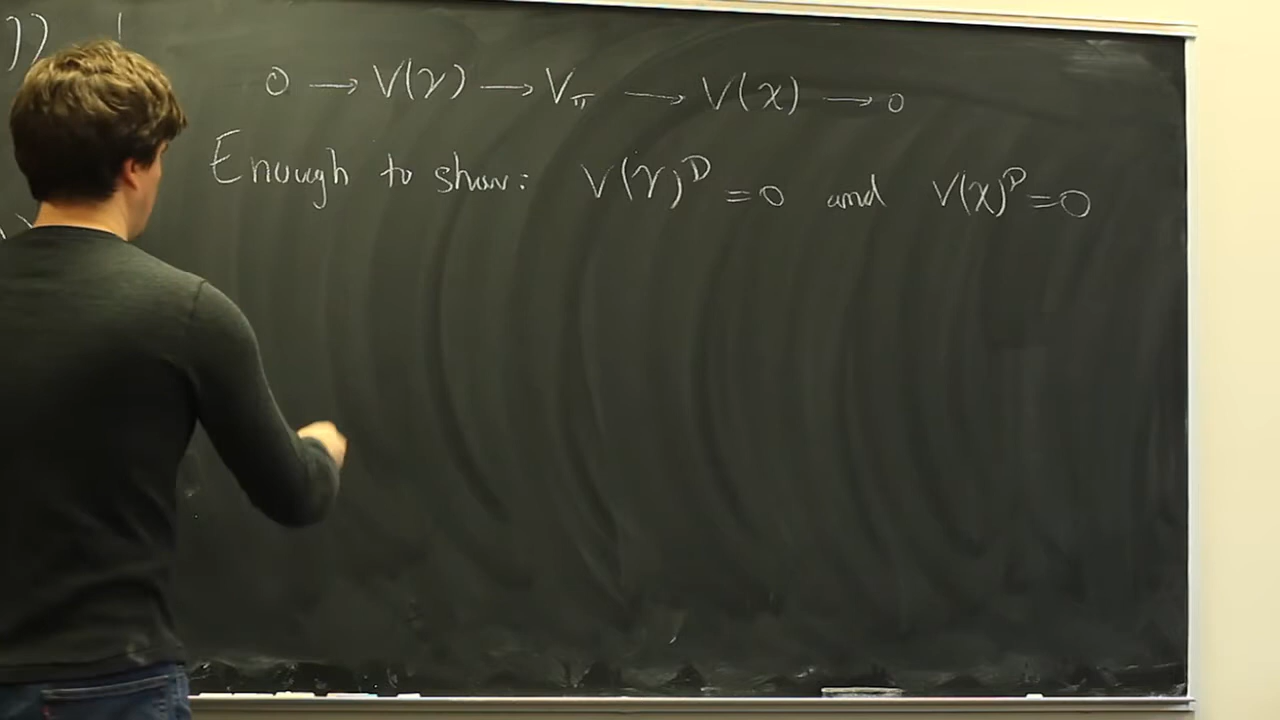 0 → V(γ) → V_π → V(χ) → 0
Enough to show: V(γ)^D = 0 and V(χ)^D = 0